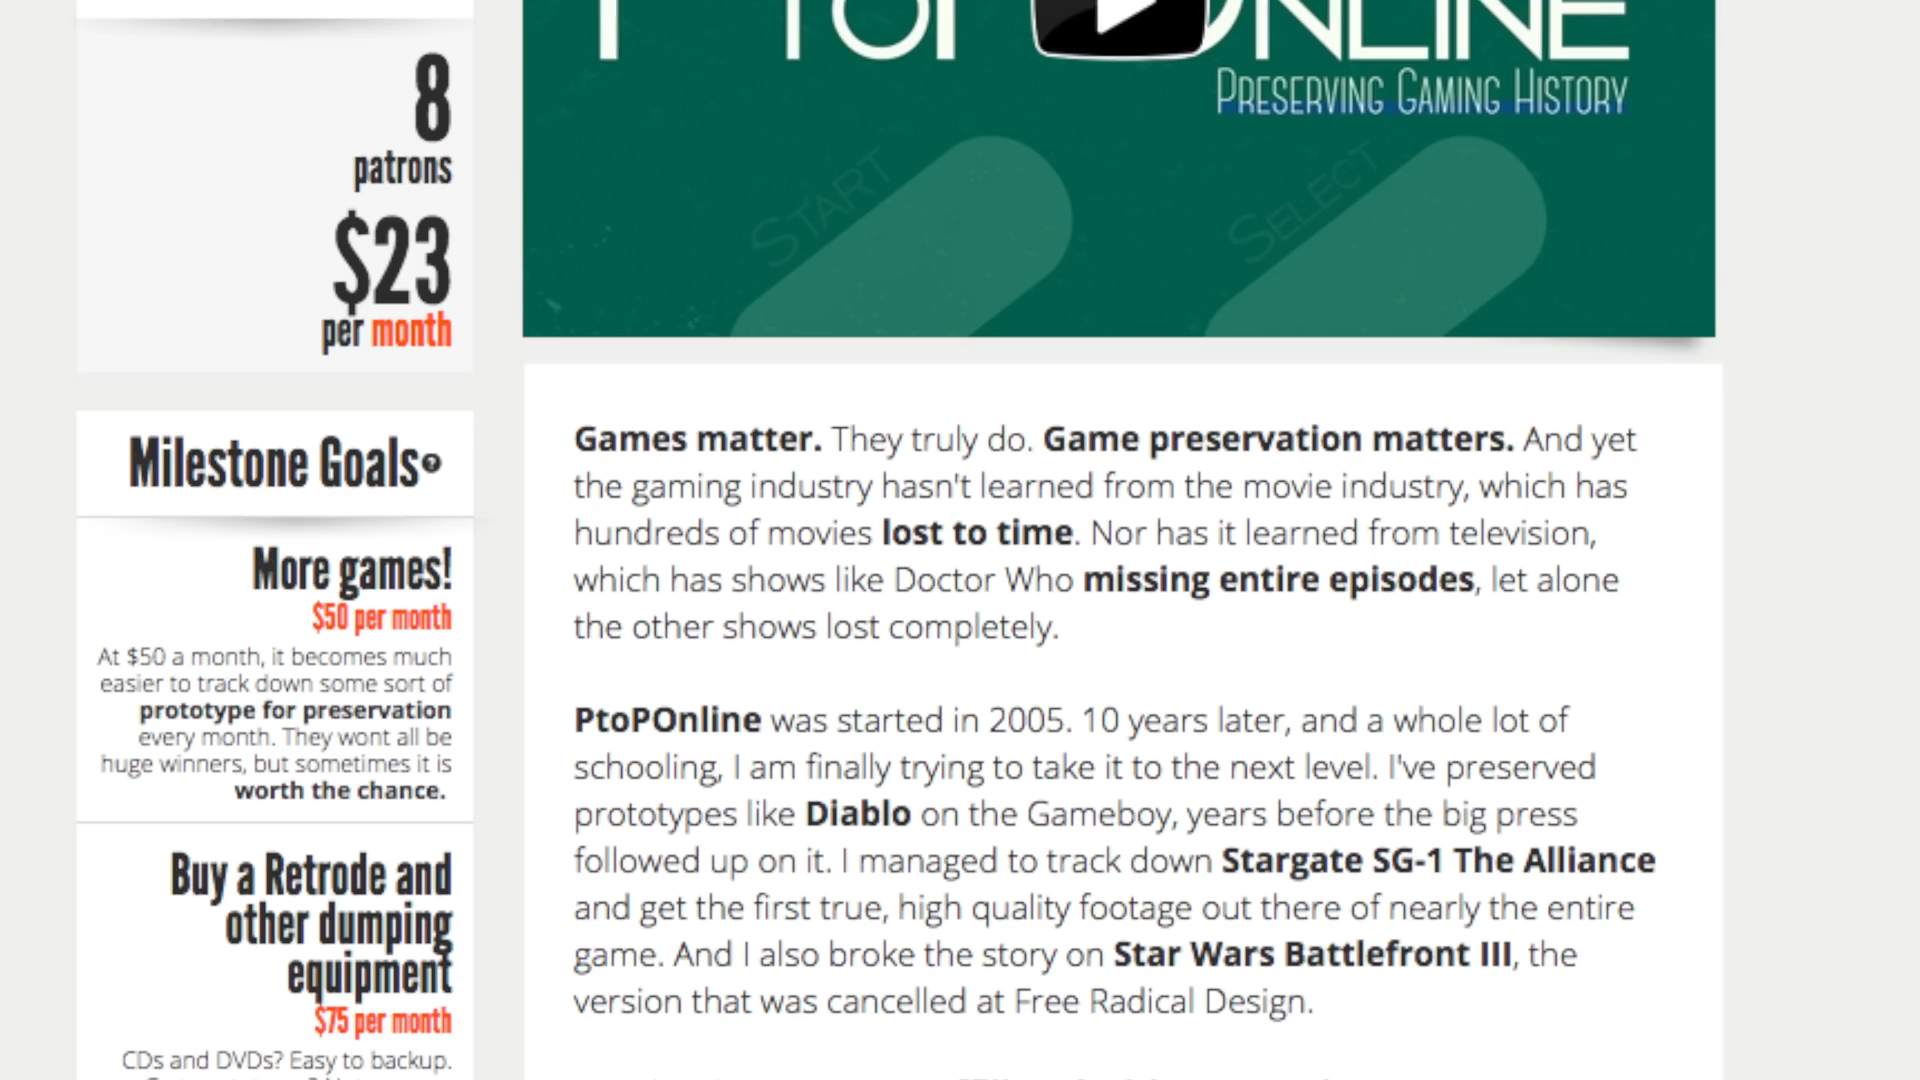 8
patrons
$23
per month
Milestone Goals?
More games!
$50 per month
At $50 a month, it becomes much
easier to track down some sort of
prototype for preservation
every month. They wont all be
huge winners, but sometimes it is
worth the chance.
Buy a Retrode and
other dumping
equipment
$75 per month
CDs and DVDs? Easy to backup.
PRESERVING GAMING HISTORY
START
SELECT
Games matter. They truly do. Game preservation matters. And yet
the gaming industry hasn't learned from the movie industry, which has
hundreds of movies lost to time. Nor has it learned from television,
which has shows like Doctor Who missing entire episodes, let alone
the other shows lost completely.
PtoPOnline was started in 2005. 10 years later, and a whole lot of
schooling, I am finally trying to take it to the next level. I've preserved
prototypes like Diablo on the Gameboy, years before the big press
followed up on it. I managed to track down Stargate SG-1 The Alliance
and get the first true, high quality footage out there of nearly the entire
game. And I also broke the story on Star Wars Battlefront III, the
version that was cancelled at Free Radical Design.